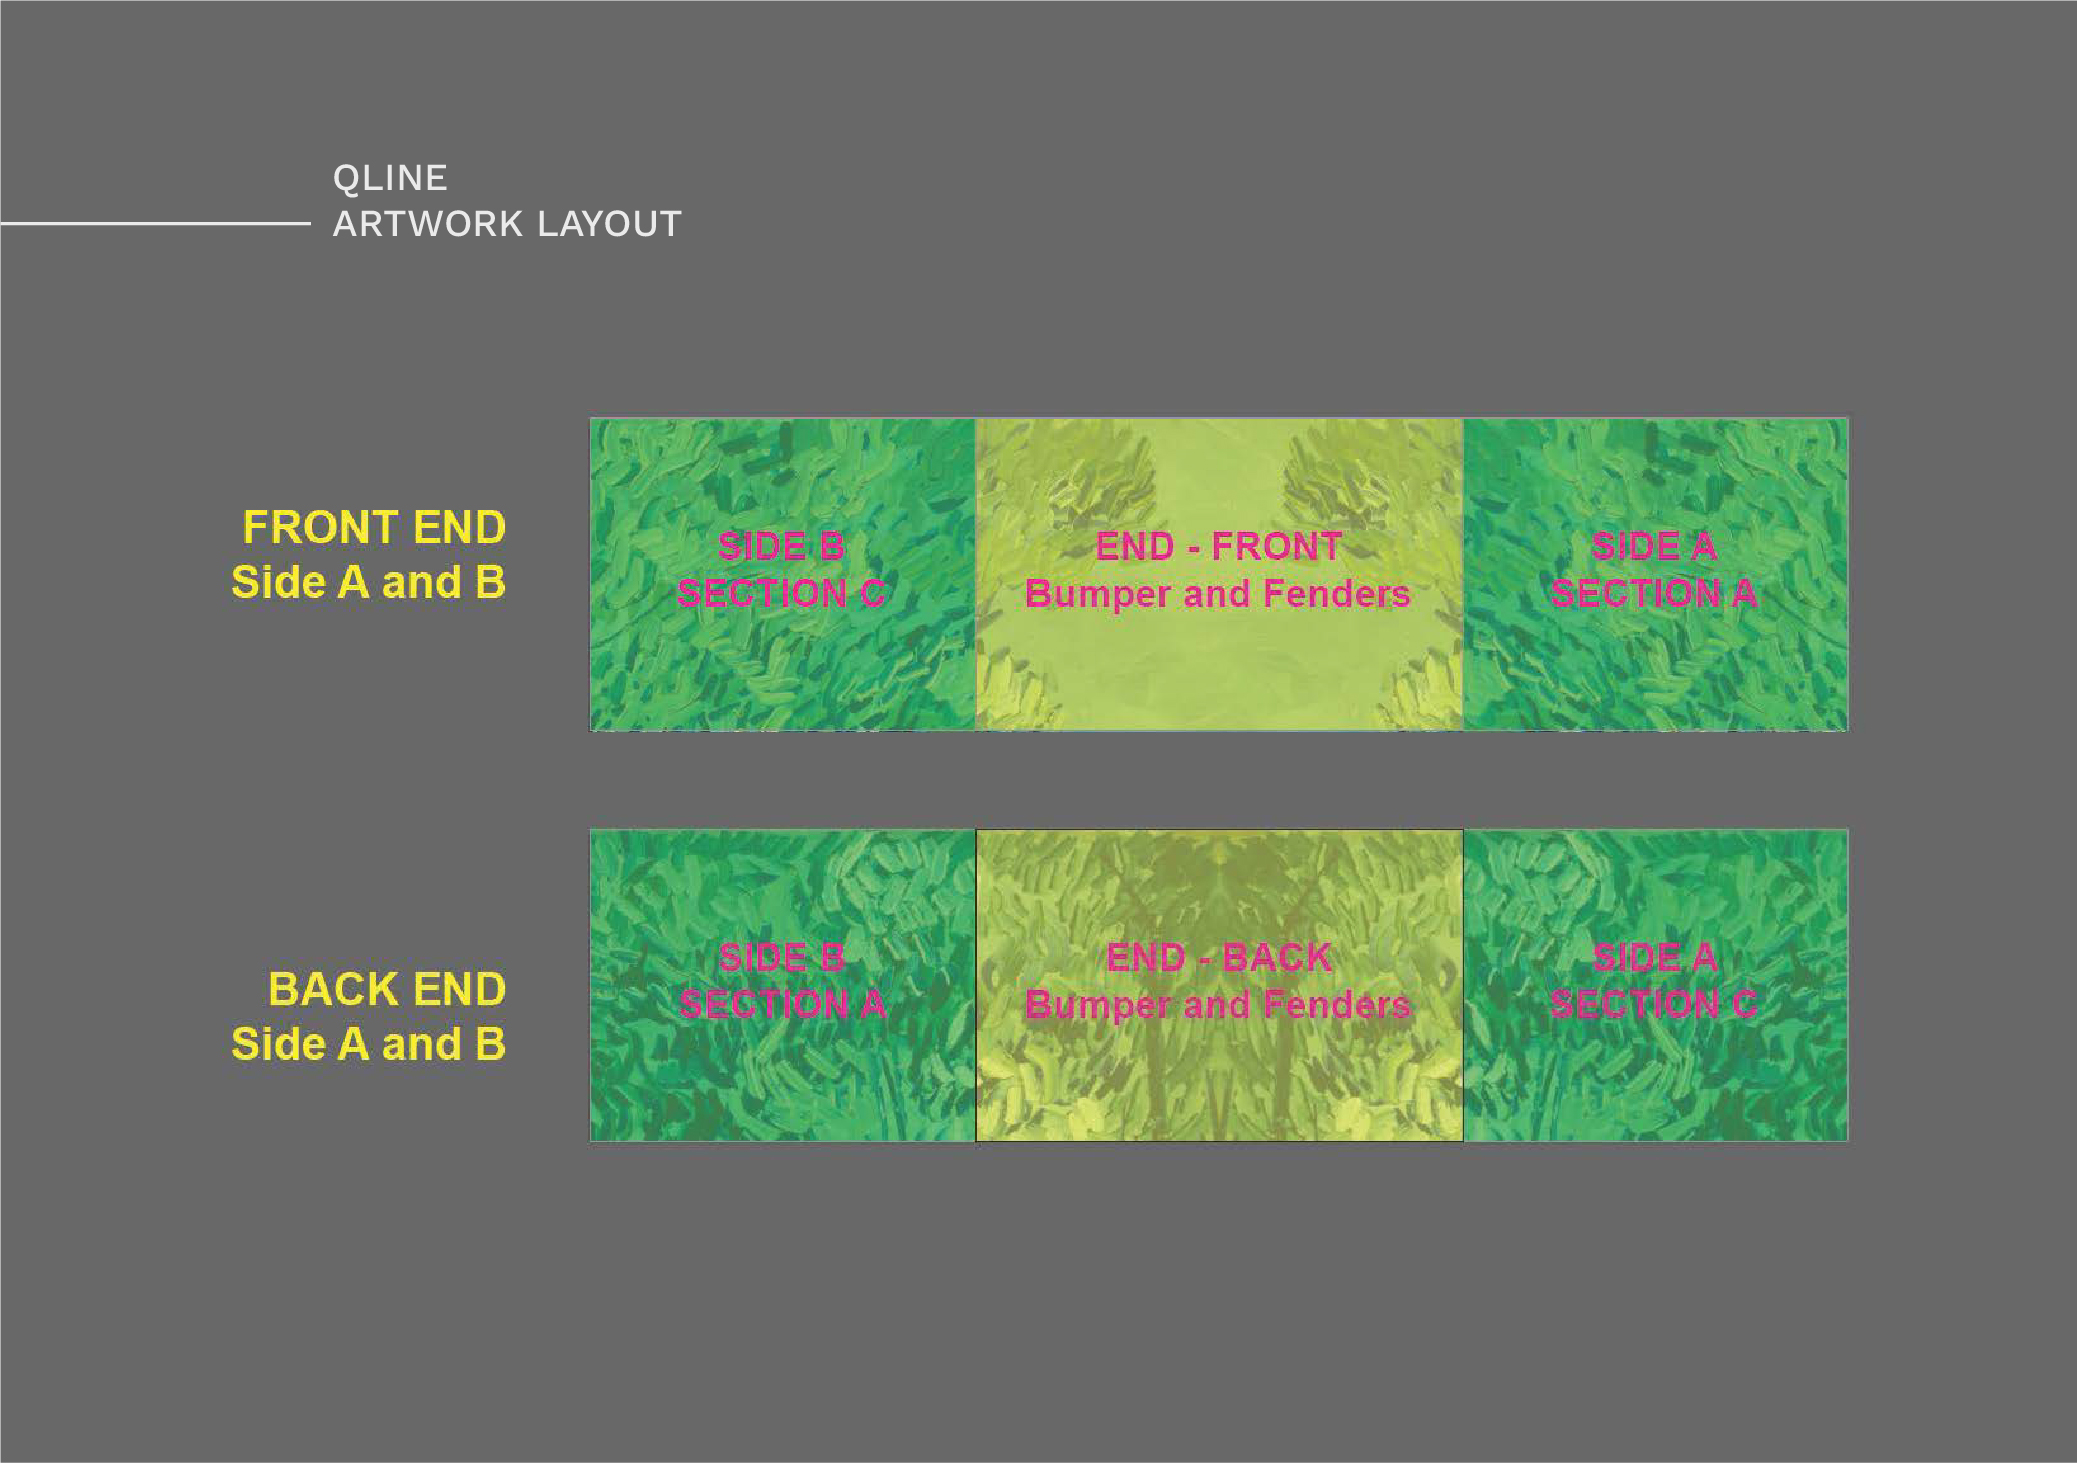 QLINE
ARTWORK LAYOUT
FRONT END
Side A and B
SIDE B
SECTION C
END - FRONT
Bumper and Fenders
SIDE A
SECTION A
BACK END
Side A and B
SIDE B
SECTION A
END - BACK
Bumper and Fenders
SIDE A
SECTION C